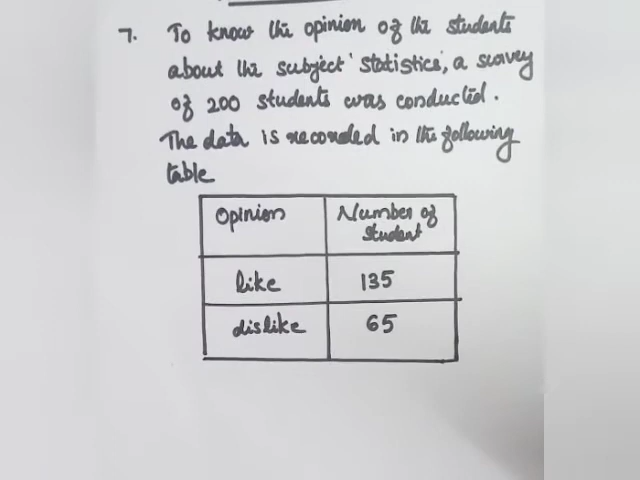 7. To know the opinion of the students
about the subject 'statistics', a survey
of 200 students was conducted.
The data is recorded in the following
table
Opinion Number of
student
like 135
dislike 65